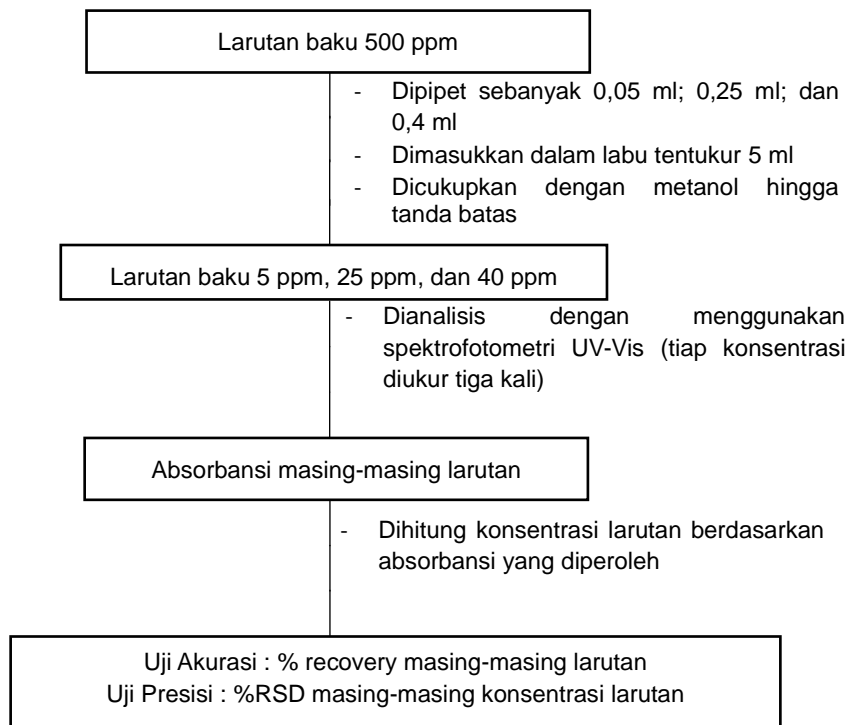 Larutan baku 500 ppm
- Dipipet sebanyak 0,05 ml; 0,25 ml; dan
0,4 ml
- Dimasukkan dalam labu tentukur 5 ml
- Dicukupkan dengan metanol hingga
tanda batas
Larutan baku 5 ppm, 25 ppm, dan 40 ppm
- Dianalisis dengan menggunakan
spektrofotometri UV-Vis (tiap konsentrasi
diukur tiga kali)
Absorbansi masing-masing larutan
- Dihitung konsentrasi larutan berdasarkan
absorbansi yang diperoleh
Uji Akurasi : % recovery masing-masing larutan
Uji Presisi : %RSD masing-masing konsentrasi larutan